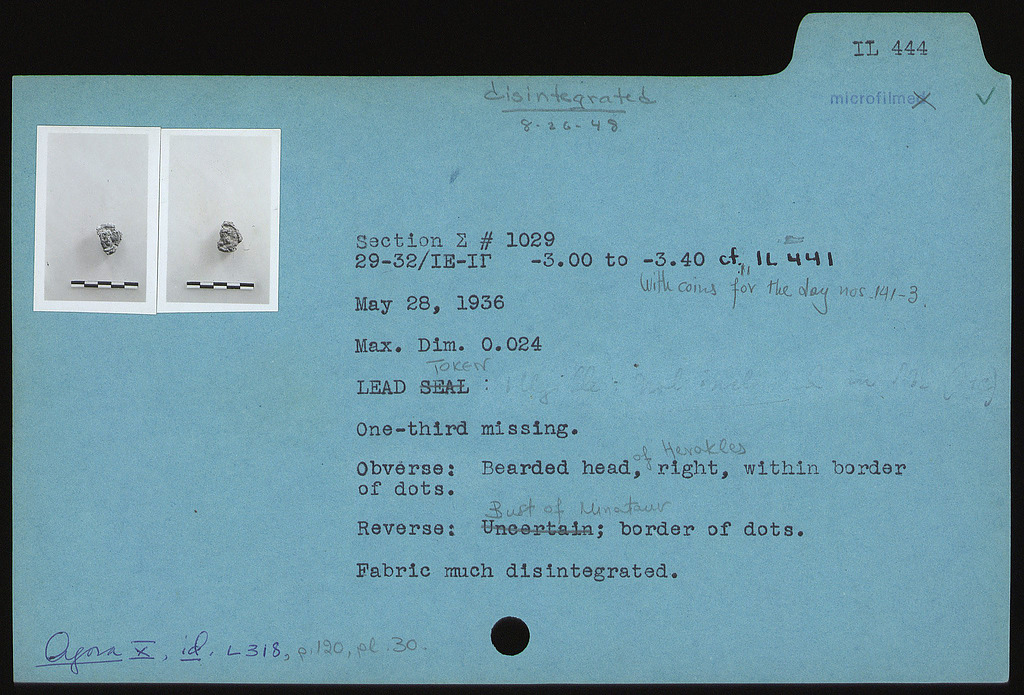 IL 444
microfilmed
disintegrated
8-26-48
Section Σ # 1029
29-32/ΙΕ-ΙΓ -3.00 to -3.40 cf. IL 441
With coins for the day nos. 141-3.
May 28, 1936
Max. Dim. 0.024
TOKEN
LEAD SEAL :
One-third missing.
of Herakles
Obverse: Bearded head, right, within border
of dots.
Bust of Minotaur
Reverse: Uncertain; border of dots.
Fabric much disintegrated.
Agora X, id. L318, p.120, pl. 30.